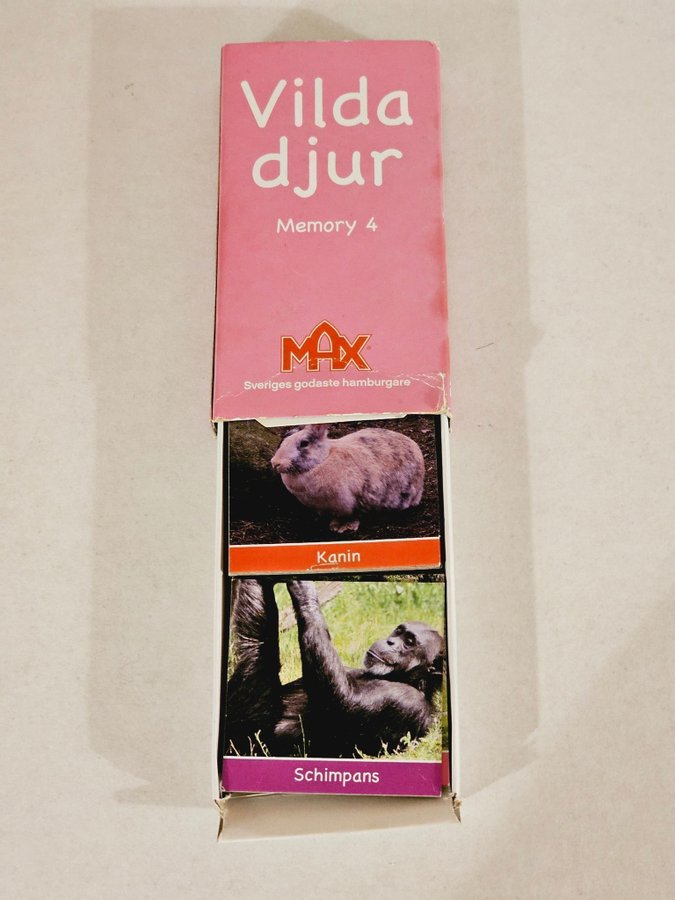 Vilda
djur
Memory 4
MAX
Sveriges godaste hamburgare
Kanin
Schimpans